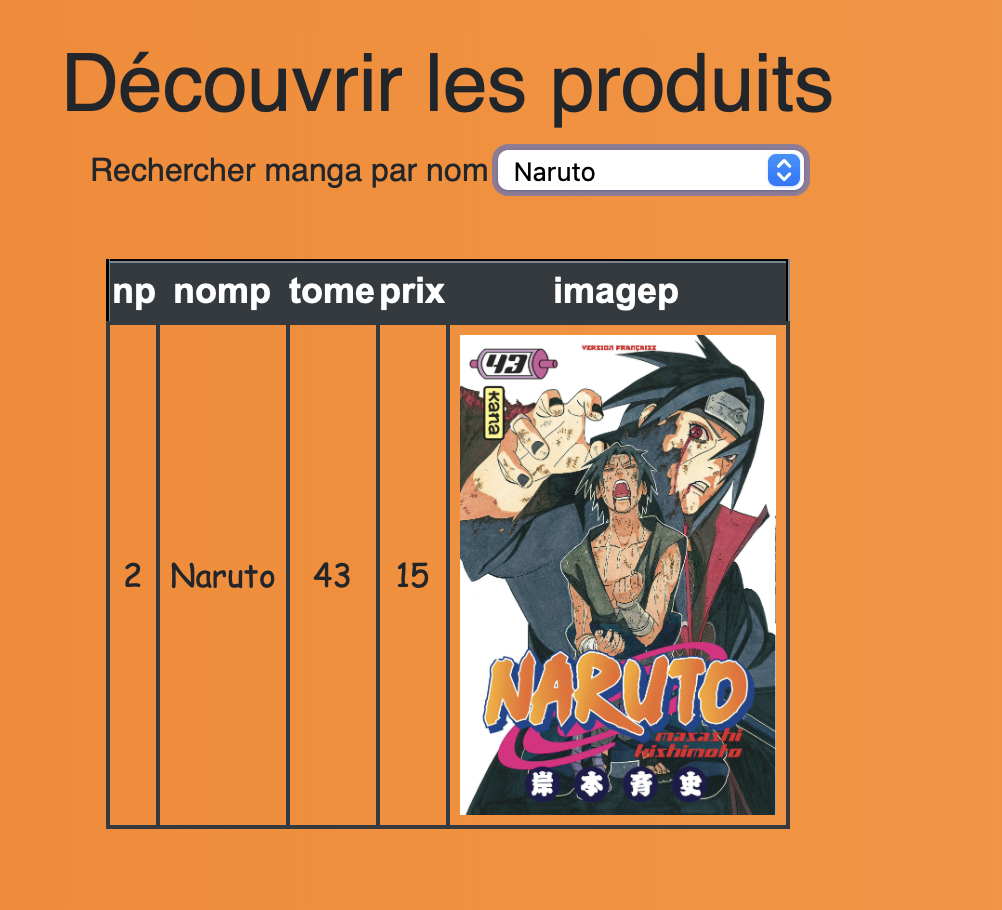 Découvrir les produits
Rechercher manga par nom Naruto
np nomp tome prix imagep
2 Naruto 43 15
43
VERSION FRANÇAISE
kana
NARUTO
masashi
kishimoto
岸本斉史